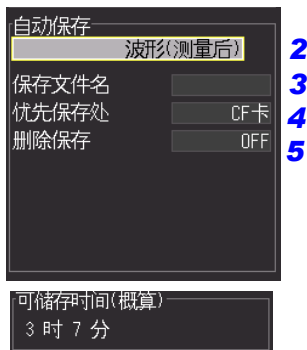 自动保存
波形(测量后) 2
保存文件名 3
优先保存处 CF卡 4
删除保存 OFF 5
可储存时间(概算)
3 时 7 分